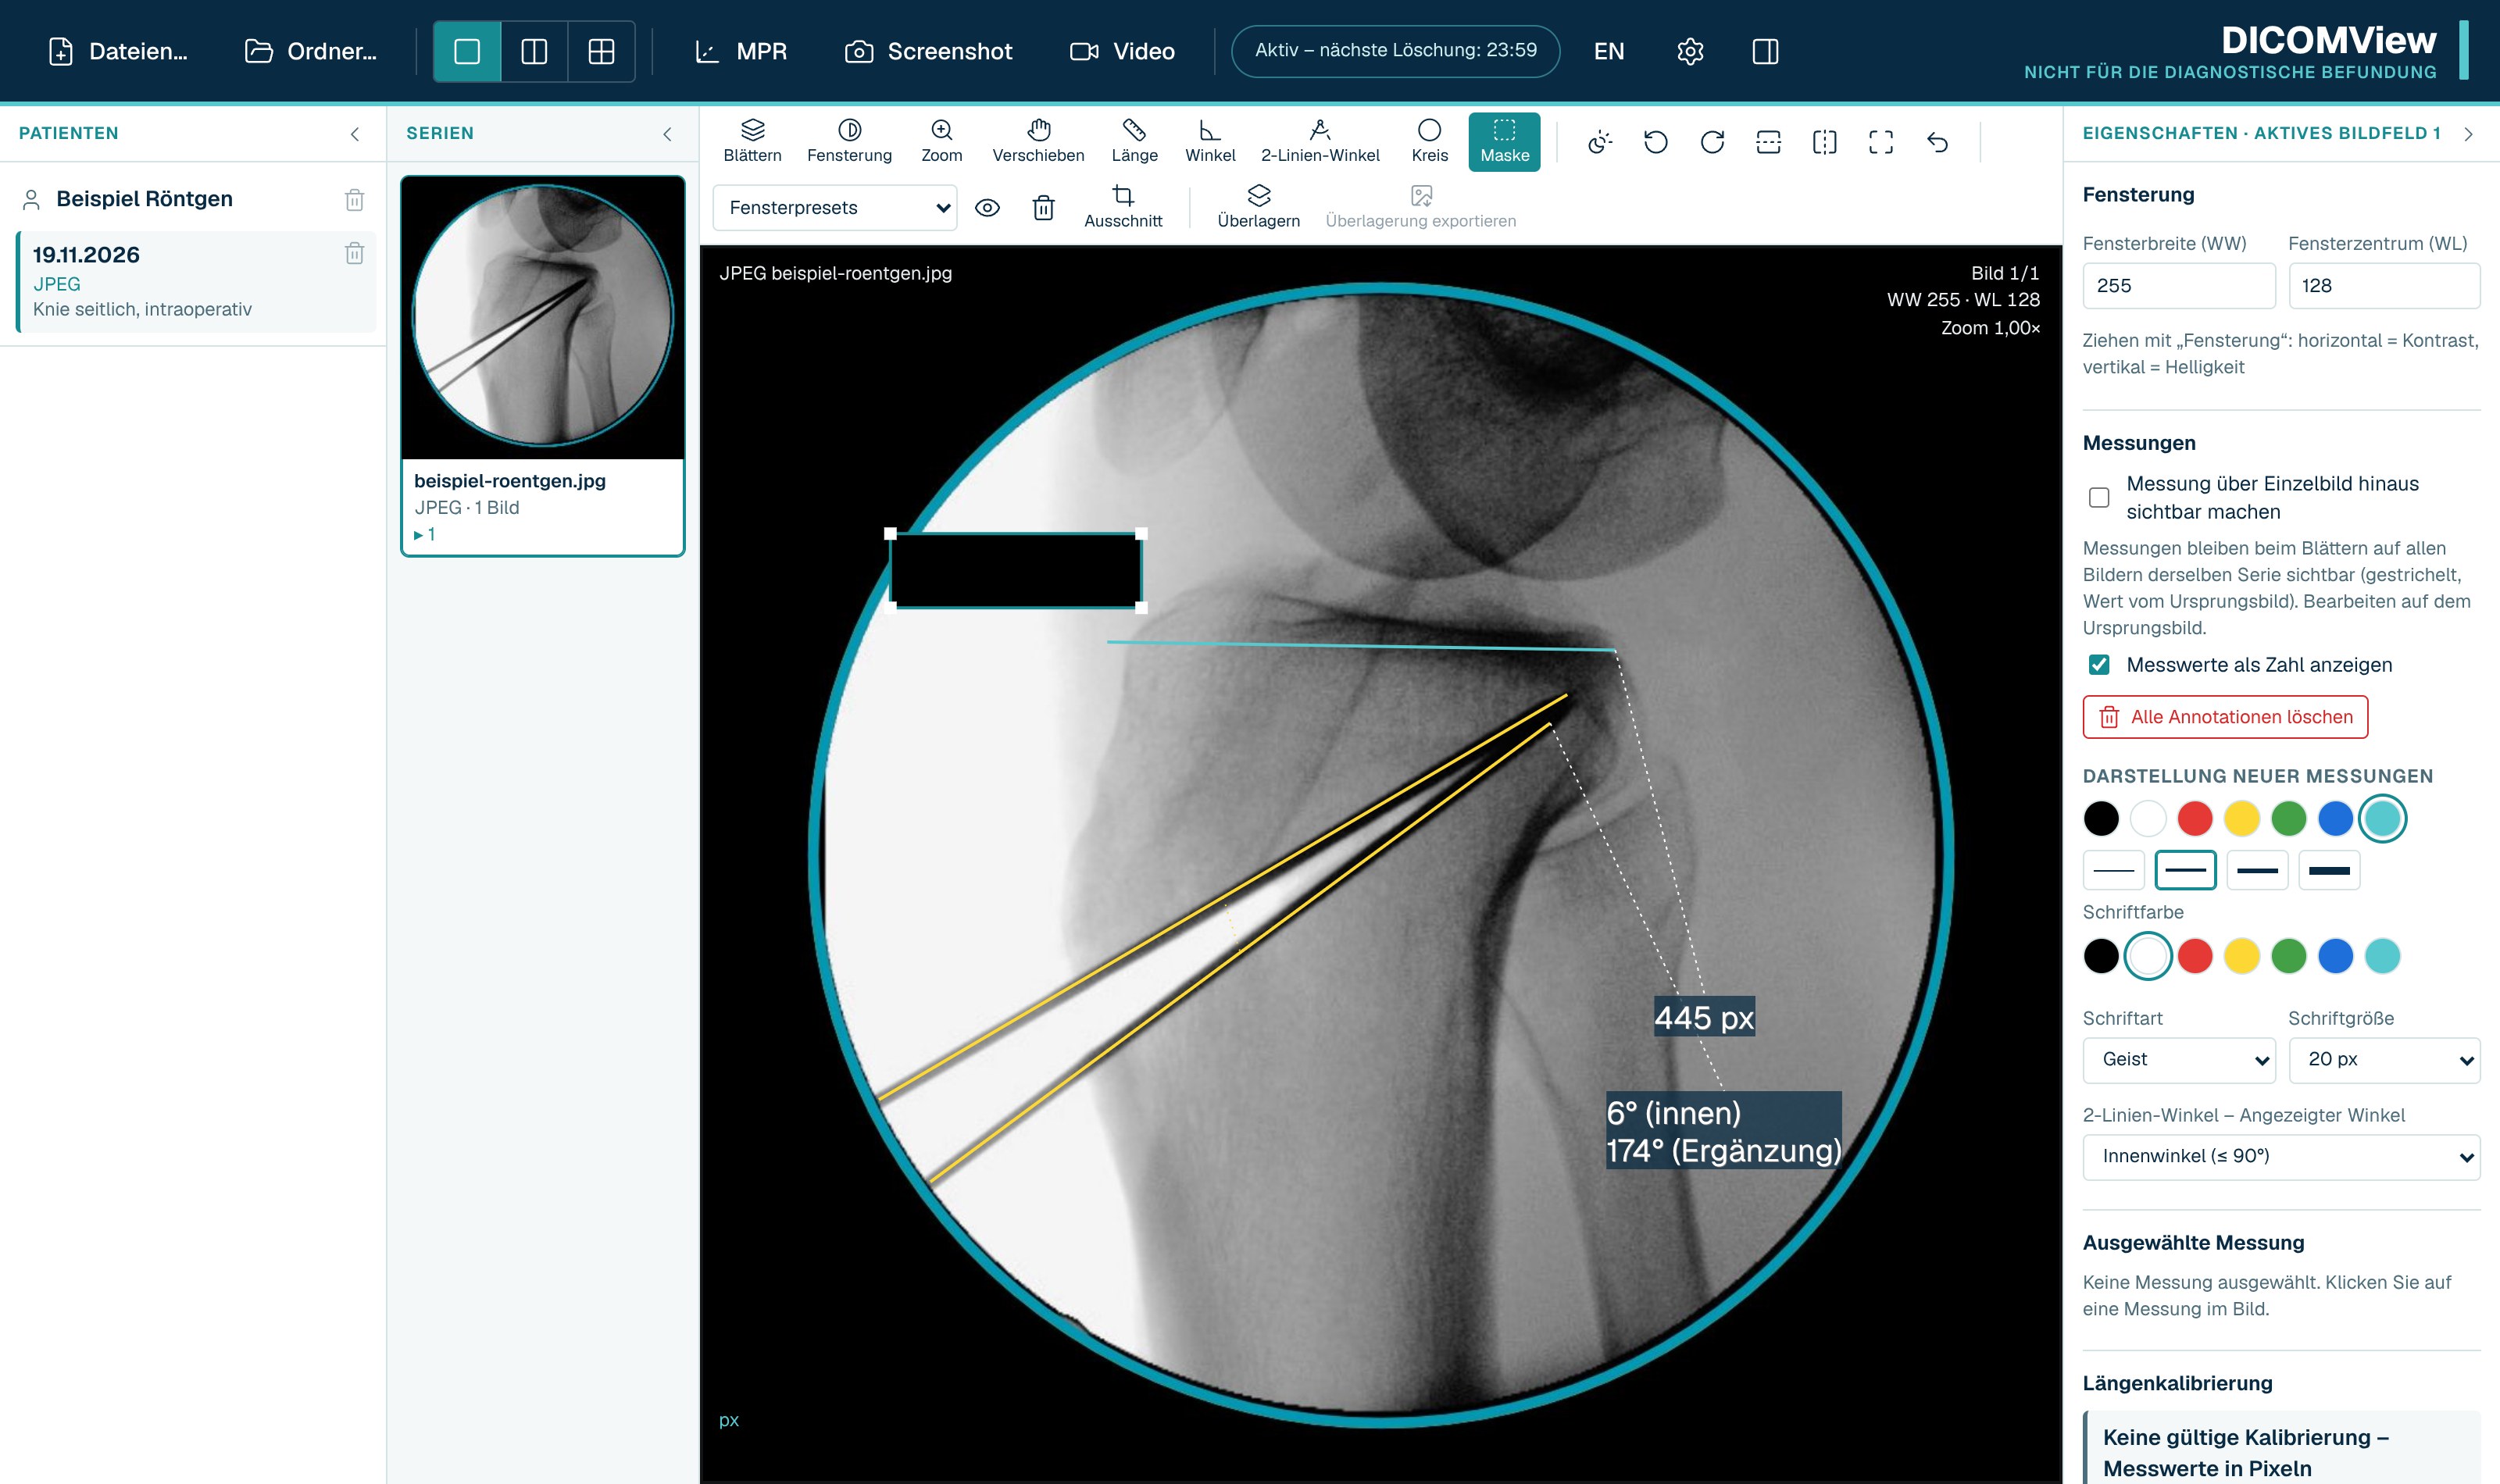 Dateien…
Ordner…
MPR
Screenshot
Video
Aktiv – nächste Löschung: 23:59
EN
DICOMView
NICHT FÜR DIE DIAGNOSTISCHE BEFUNDUNG
PATIENTEN
Beispiel Röntgen
19.11.2026
JPEG
Knie seitlich, intraoperativ
SERIEN
beispiel-roentgen.jpg
JPEG · 1 Bild
▸ 1
Blättern
Fensterung
Zoom
Verschieben
Länge
Winkel
2-Linien-Winkel
Kreis
Maske
Fensterpresets
Ausschnitt
Überlagern
Überlagerung exportieren
JPEG beispiel-roentgen.jpg
Bild 1/1
WW 255 · WL 128
Zoom 1,00×
445 px
6° (innen)
174° (Ergänzung)
px
EIGENSCHAFTEN · AKTIVES BILDFELD 1
Fensterung
Fensterbreite (WW)
Fensterzentrum (WL)
255
128
Ziehen mit „Fensterung“: horizontal = Kontrast,
vertikal = Helligkeit
Messungen
Messung über Einzelbild hinaus
sichtbar machen
Messungen bleiben beim Blättern auf allen
Bildern derselben Serie sichtbar (gestrichelt,
Wert vom Ursprungsbild). Bearbeiten auf dem
Ursprungsbild.
Messwerte als Zahl anzeigen
Alle Annotationen löschen
DARSTELLUNG NEUER MESSUNGEN
Schriftfarbe
Schriftart
Schriftgröße
Geist
20 px
2-Linien-Winkel – Angezeigter Winkel
Innenwinkel (≤ 90°)
Ausgewählte Messung
Keine Messung ausgewählt. Klicken Sie auf
eine Messung im Bild.
Längenkalibrierung
Keine gültige Kalibrierung –
Messwerte in Pixeln